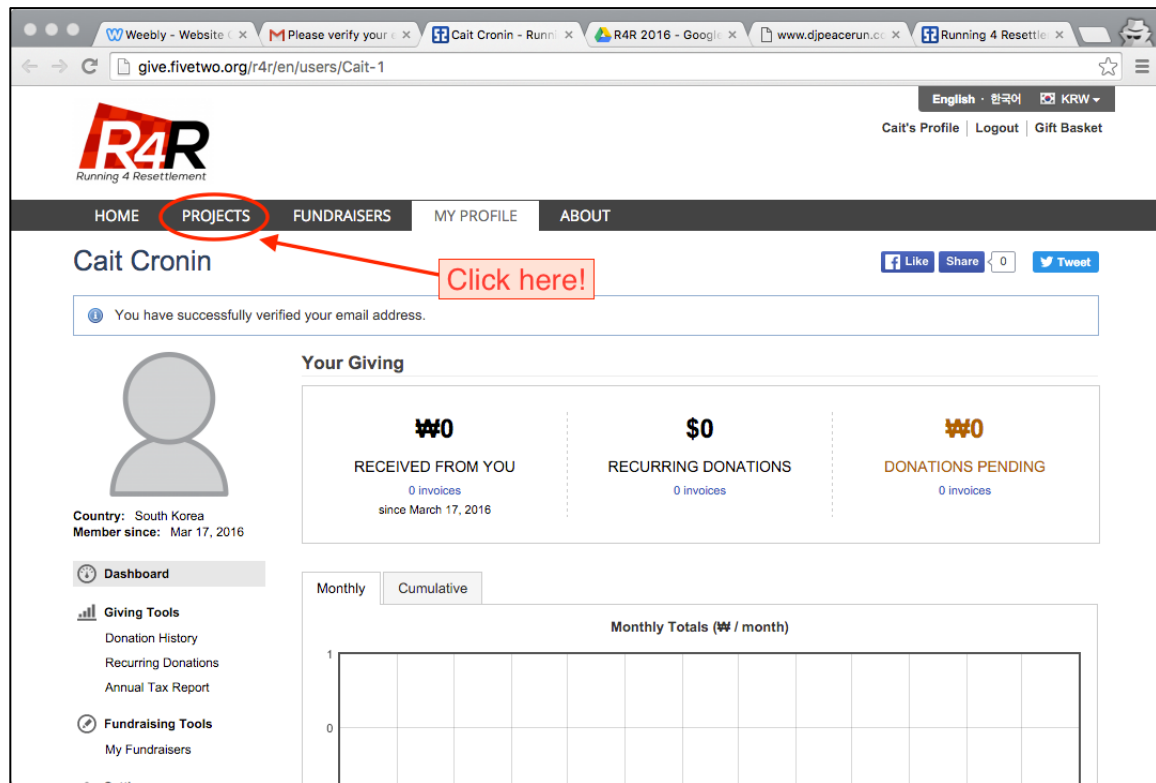 Weebly - Website
Please verify your e
Cait Cronin - Runni
R4R 2016 - Google
www.djpeacerun.co
Running 4 Resettle
give.fivetwo.org/r4r/en/users/Cait-1
English · 한국어 KRW
Cait's Profile | Logout | Gift Basket
R4R
Running 4 Resettlement
HOME PROJECTS FUNDRAISERS MY PROFILE ABOUT
Cait Cronin
Like Share 0 Tweet
Click here!
You have successfully verified your email address.
Your Giving
₩0 $0 ₩0
RECEIVED FROM YOU RECURRING DONATIONS DONATIONS PENDING
0 invoices 0 invoices 0 invoices
since March 17, 2016
Country: South Korea
Member since: Mar 17, 2016
Dashboard
Giving Tools
Donation History
Recurring Donations
Annual Tax Report
Fundraising Tools
My Fundraisers
Monthly Cumulative
Monthly Totals (₩ / month)
1
0